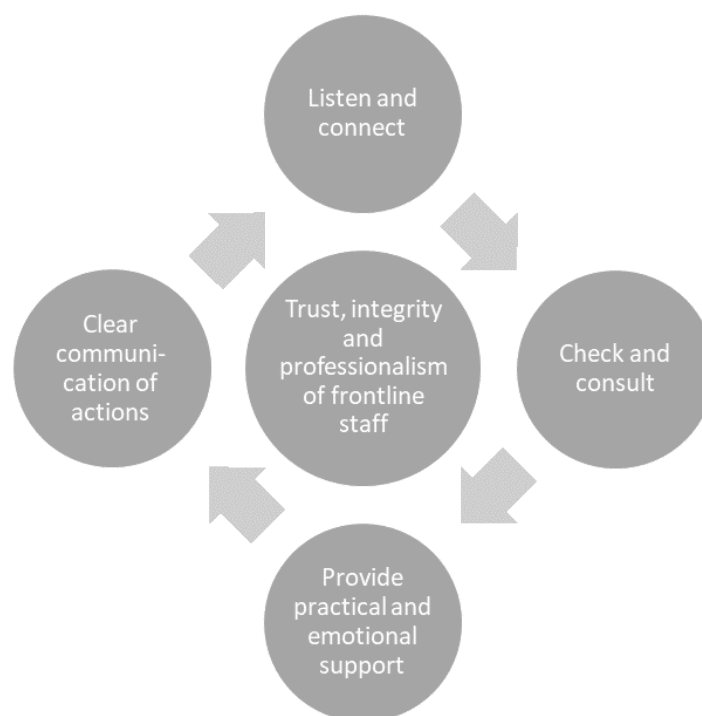 Listen and
connect
Trust, integrity
and
professionalism
of frontline
staff
Clear
communi-
cation of
actions
Check and
consult
Provide
practical and
emotional
support